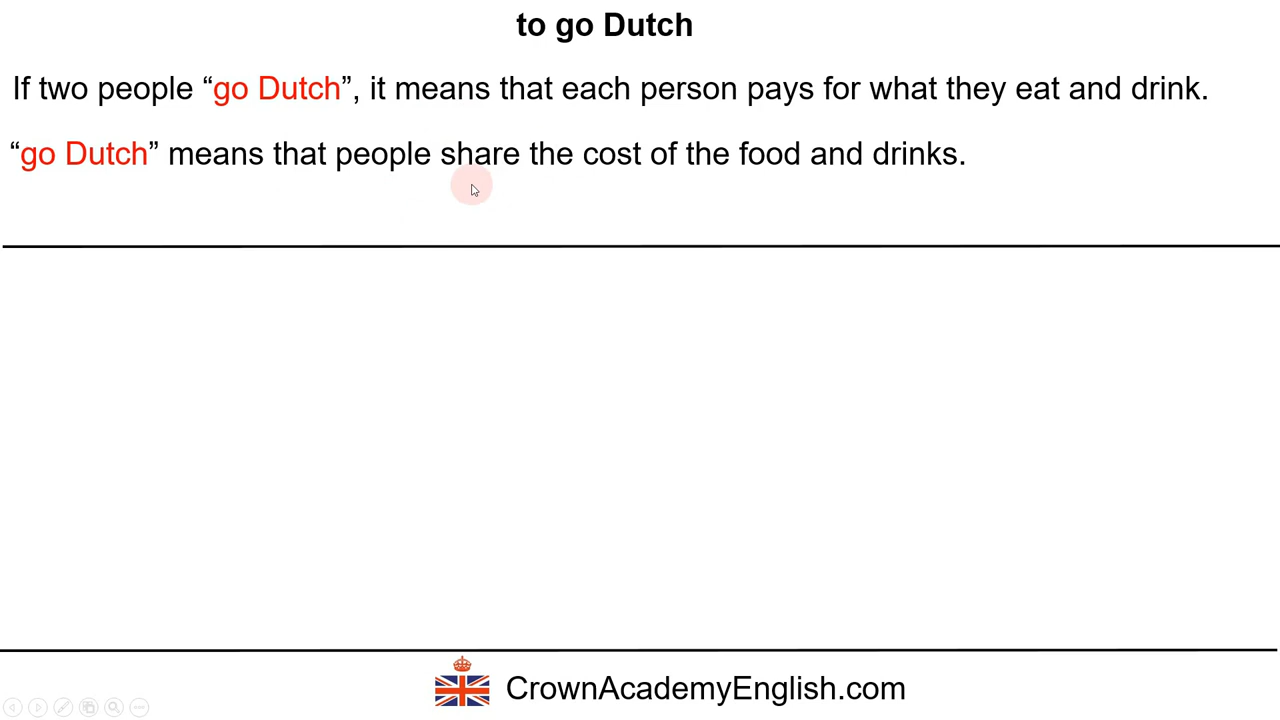 to go Dutch
If two people “go Dutch”, it means that each person pays for what they eat and drink.
“go Dutch” means that people share the cost of the food and drinks.
CrownAcademyEnglish.com